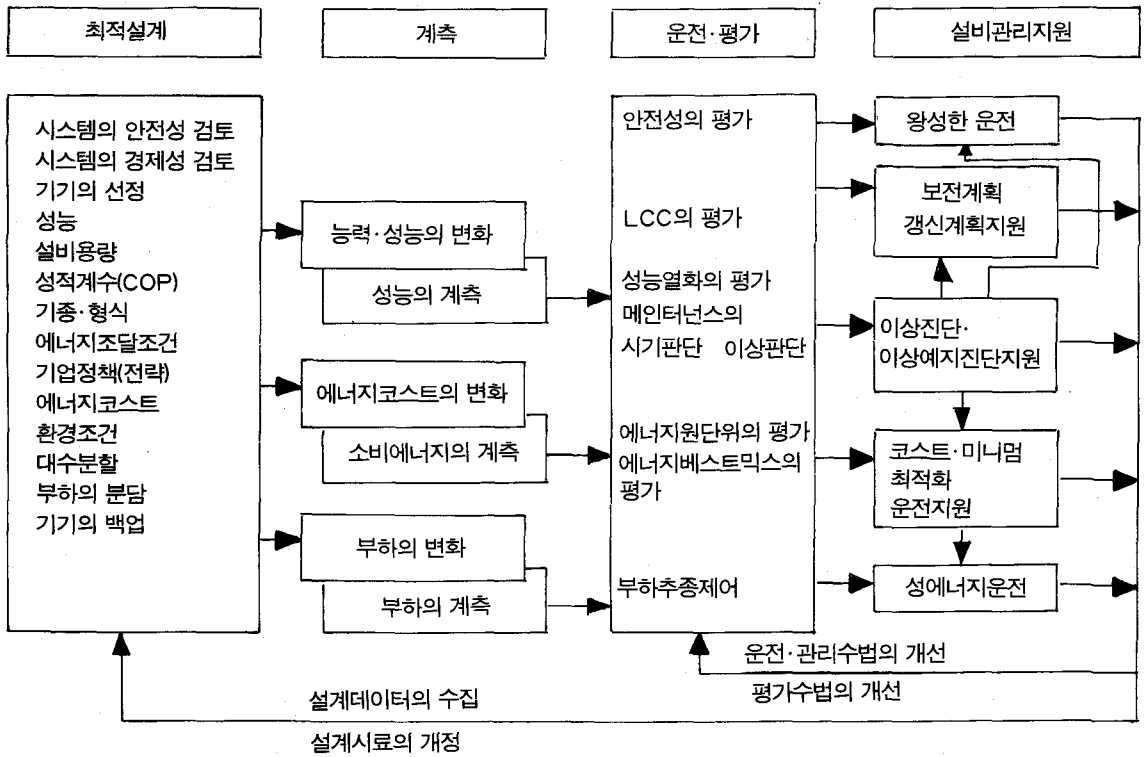 최적설계
계측
운전·평가
설비관리지원
시스템의 안전성 검토
시스템의 경제성 검토
기기의 선정
성능
설비용량
성적계수(COP)
기종·형식
에너지조달조건
기업정책(전략)
에너지코스트
환경조건
대수분할
부하의 분담
기기의 백업
능력·성능의 변화
성능의 계측
에너지코스트의 변화
소비에너지의 계측
부하의 변화
부하의 계측
안전성의 평가
LCC의 평가
성능열화의 평가
메인터넌스의
시기판단 이상판단
에너지원단위의 평가
에너지베스트믹스의
평가
부하추종제어
왕성한 운전
보전계획
갱신계획지원
이상진단·
이상예지진단지원
코스트·미니멈
최적화
운전지원
성에너지운전
운전·관리수법의 개선
평가수법의 개선
설계데이터의 수집
설계시료의 개정